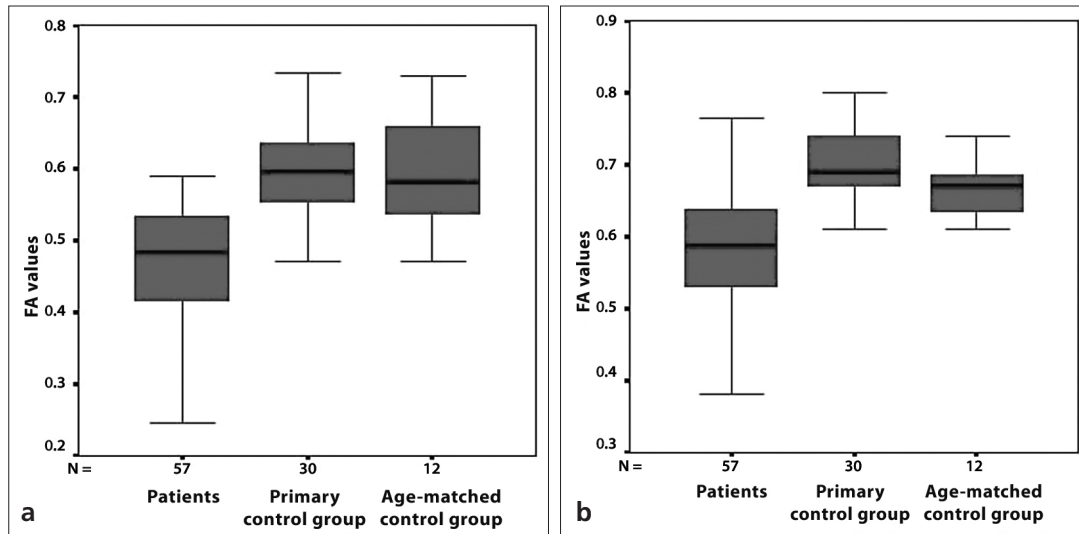 0.8
0.7
0.6
0.5
0.4
0.3
0.2
FA values
N =
57
30
12
Patients
Primary
control group
Age-matched
control group
a
0.9
0.8
0.7
0.6
0.5
0.4
0.3
FA values
N =
57
30
12
Patients
Primary
control group
Age-matched
control group
b